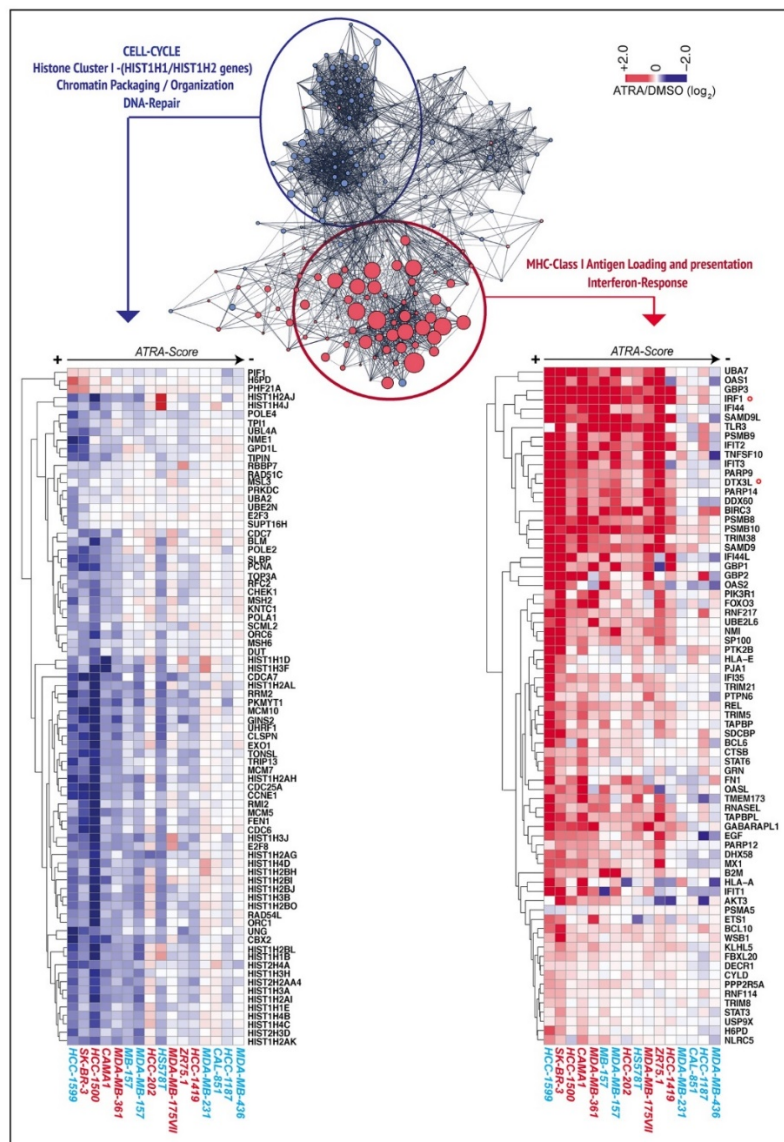 CELL-CYCLE
Histone Cluster I -(HIST1H1/HIST1H2 genes)
Chromatin Packaging / Organization
DNA-Repair
+2.0
0
-2.0
ATRA/DMSO (log2)
MHC-Class I Antigen Loading and presentation
Interferon-Response
+ ATRA-Score -
PIF1
H6PD
PHF21A
HIST1H2AJ
HIST1H4J
POLE4
TPI1
UBL4A
NME1
GPD1L
TIPIN
RBBP7
RAD51C
MSL3
PRKDC
UBA2
UBE2N
E2F3
SUPT16H
CDC7
BLM
POLE2
SLBP
PCNA
TOP3A
RFC2
CHEK1
MSH2
KNTC1
POLA1
SCML2
ORC6
MSH6
DUT
HIST1H1D
HIST1H3F
CDCA7
HIST1H2AL
RRM2
PKMYT1
MCM10
GINS2
UHRF1
CLSPN
EXO1
TONSL
TRIP13
MCM7
HIST1H2AH
CDC25A
CCNE1
RMI2
MCM5
FEN1
CDC6
HIST1H3J
E2F8
HIST1H2AG
HIST1H4D
HIST1H2BH
HIST1H2BI
HIST1H2BJ
HIST1H3B
HIST1H2BO
RAD54L
ORC1
UNG
CBX2
HIST1H2BL
HIST1H1B
HIST2H4A
HIST1H3H
HIST2H2AA4
HIST1H3A
HIST1H2AI
HIST1H1E
HIST1H4B
HIST1H4C
HIST2H3D
HIST1H2AK
HCC-1599
SK-BR-3
HCC-1500
CAMA1
MDA-MB-361
MB-157
MDA-MB-157
HCC-202
HS578T
MDA-MB-175VII
ZR75.1
HCC-1419
MDA-MB-231
CAL-851
HCC-1187
MDA-MB-436
+ ATRA-Score -
UBA7
OAS1
GBP3
IRF1
IFI44
SAMD9L
TLR3
PSMB9
IFIT2
TNFSF10
IFIT3
PARP9
DTX3L
PARP14
DDX60
BIRC3
PSMB8
PSMB10
TRIM38
SAMD9
IFI44L
GBP1
GBP2
OAS2
PIK3R1
FOXO3
RNF217
UBE2L6
NMI
SP100
PTK2B
HLA-E
PJA1
IFI35
TRIM21
PTPN6
REL
TRIM5
TAPBP
SDCBP
BCL6
CTSB
STAT6
GRN
FN1
OASL
TMEM173
RNASEL
TAPBPL
GABARAPL1
EGF
PARP12
DHX58
MX1
B2M
HLA-A
IFIT1
AKT3
PSMA5
ETS1
BCL10
WSB1
KLHL5
FBXL20
DECR1
CYLD
PPP2R5A
RNF114
TRIM8
STAT3
USP9X
H6PD
NLRC5
HCC-1599
SK-BR-3
HCC-1500
CAMA1
MDA-MB-361
MB-157
MDA-MB-157
HCC-202
HS578T
MDA-MB-175VII
ZR75.1
HCC-1419
MDA-MB-231
CAL-851
HCC-1187
MDA-MB-436